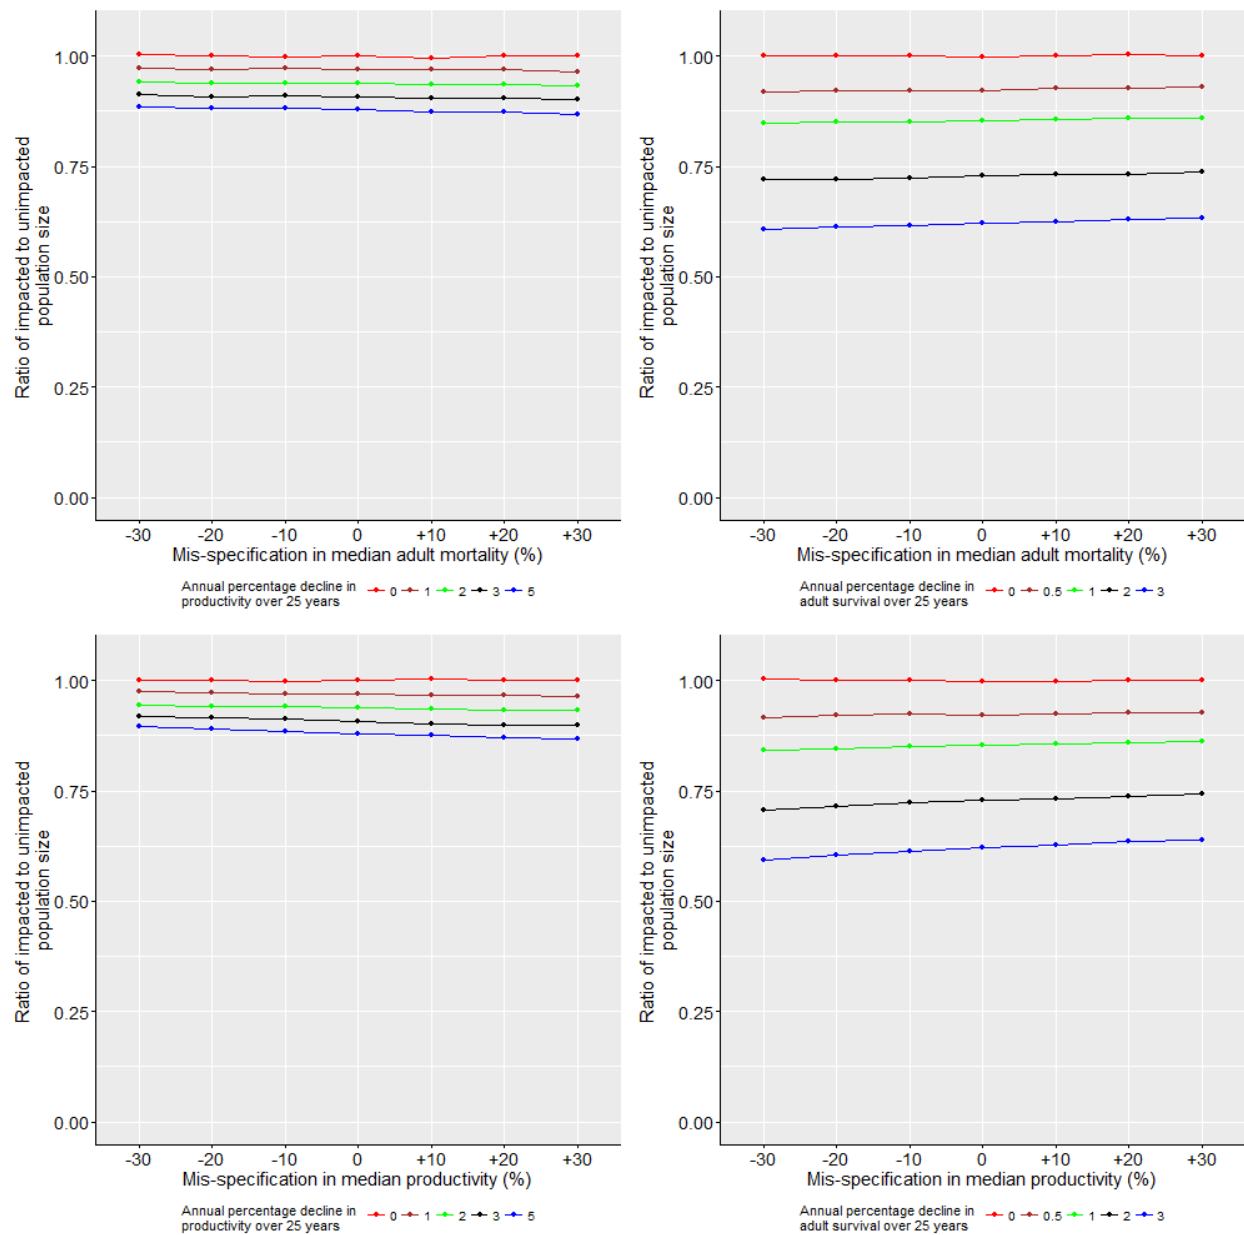 Ratio of impacted to unimpacted
population size
1.00
0.75
0.50
0.25
0.00
-30 -20 -10 0 +10 +20 +30
Mis-specification in median adult mortality (%)
Annual percentage decline in
productivity over 25 years
0 1 2 3 5
Ratio of impacted to unimpacted
population size
1.00
0.75
0.50
0.25
0.00
-30 -20 -10 0 +10 +20 +30
Mis-specification in median adult mortality (%)
Annual percentage decline in
adult survival over 25 years
0 0.5 1 2 3
Ratio of impacted to unimpacted
population size
1.00
0.75
0.50
0.25
0.00
-30 -20 -10 0 +10 +20 +30
Mis-specification in median productivity (%)
Annual percentage decline in
productivity over 25 years
0 1 2 3 5
Ratio of impacted to unimpacted
population size
1.00
0.75
0.50
0.25
0.00
-30 -20 -10 0 +10 +20 +30
Mis-specification in median productivity (%)
Annual percentage decline in
adult survival over 25 years
0 0.5 1 2 3